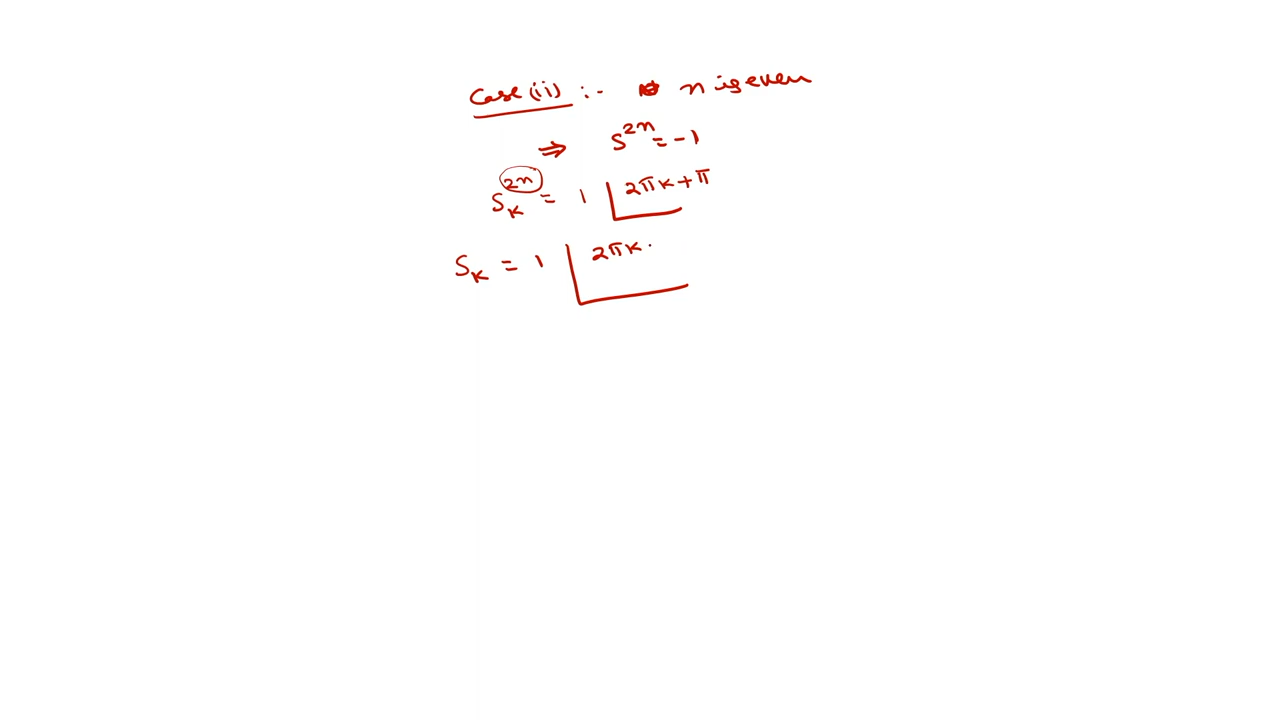 Case (ii) :- n is even
⇒ S^{2n} = -1
S_K^{2n} = 1 ∠2πK+π
S_K = 1 ∠2πK